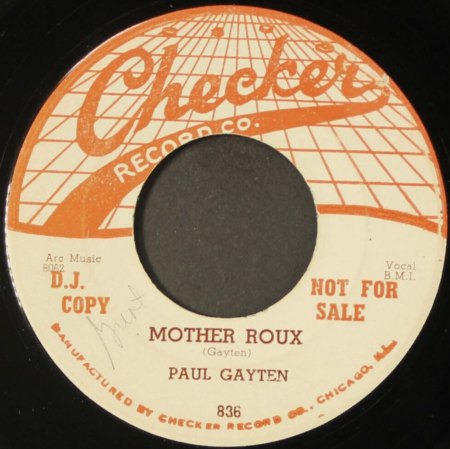 Checker
RECORD CO.
Arc Music
8062
Vocal
B.M.I.
D.J.
COPY
NOT FOR
SALE
MOTHER ROUX
(Gayten)
PAUL GAYTEN
836
MANUFACTURED BY CHECKER RECORD CO., CHICAGO, ILL.